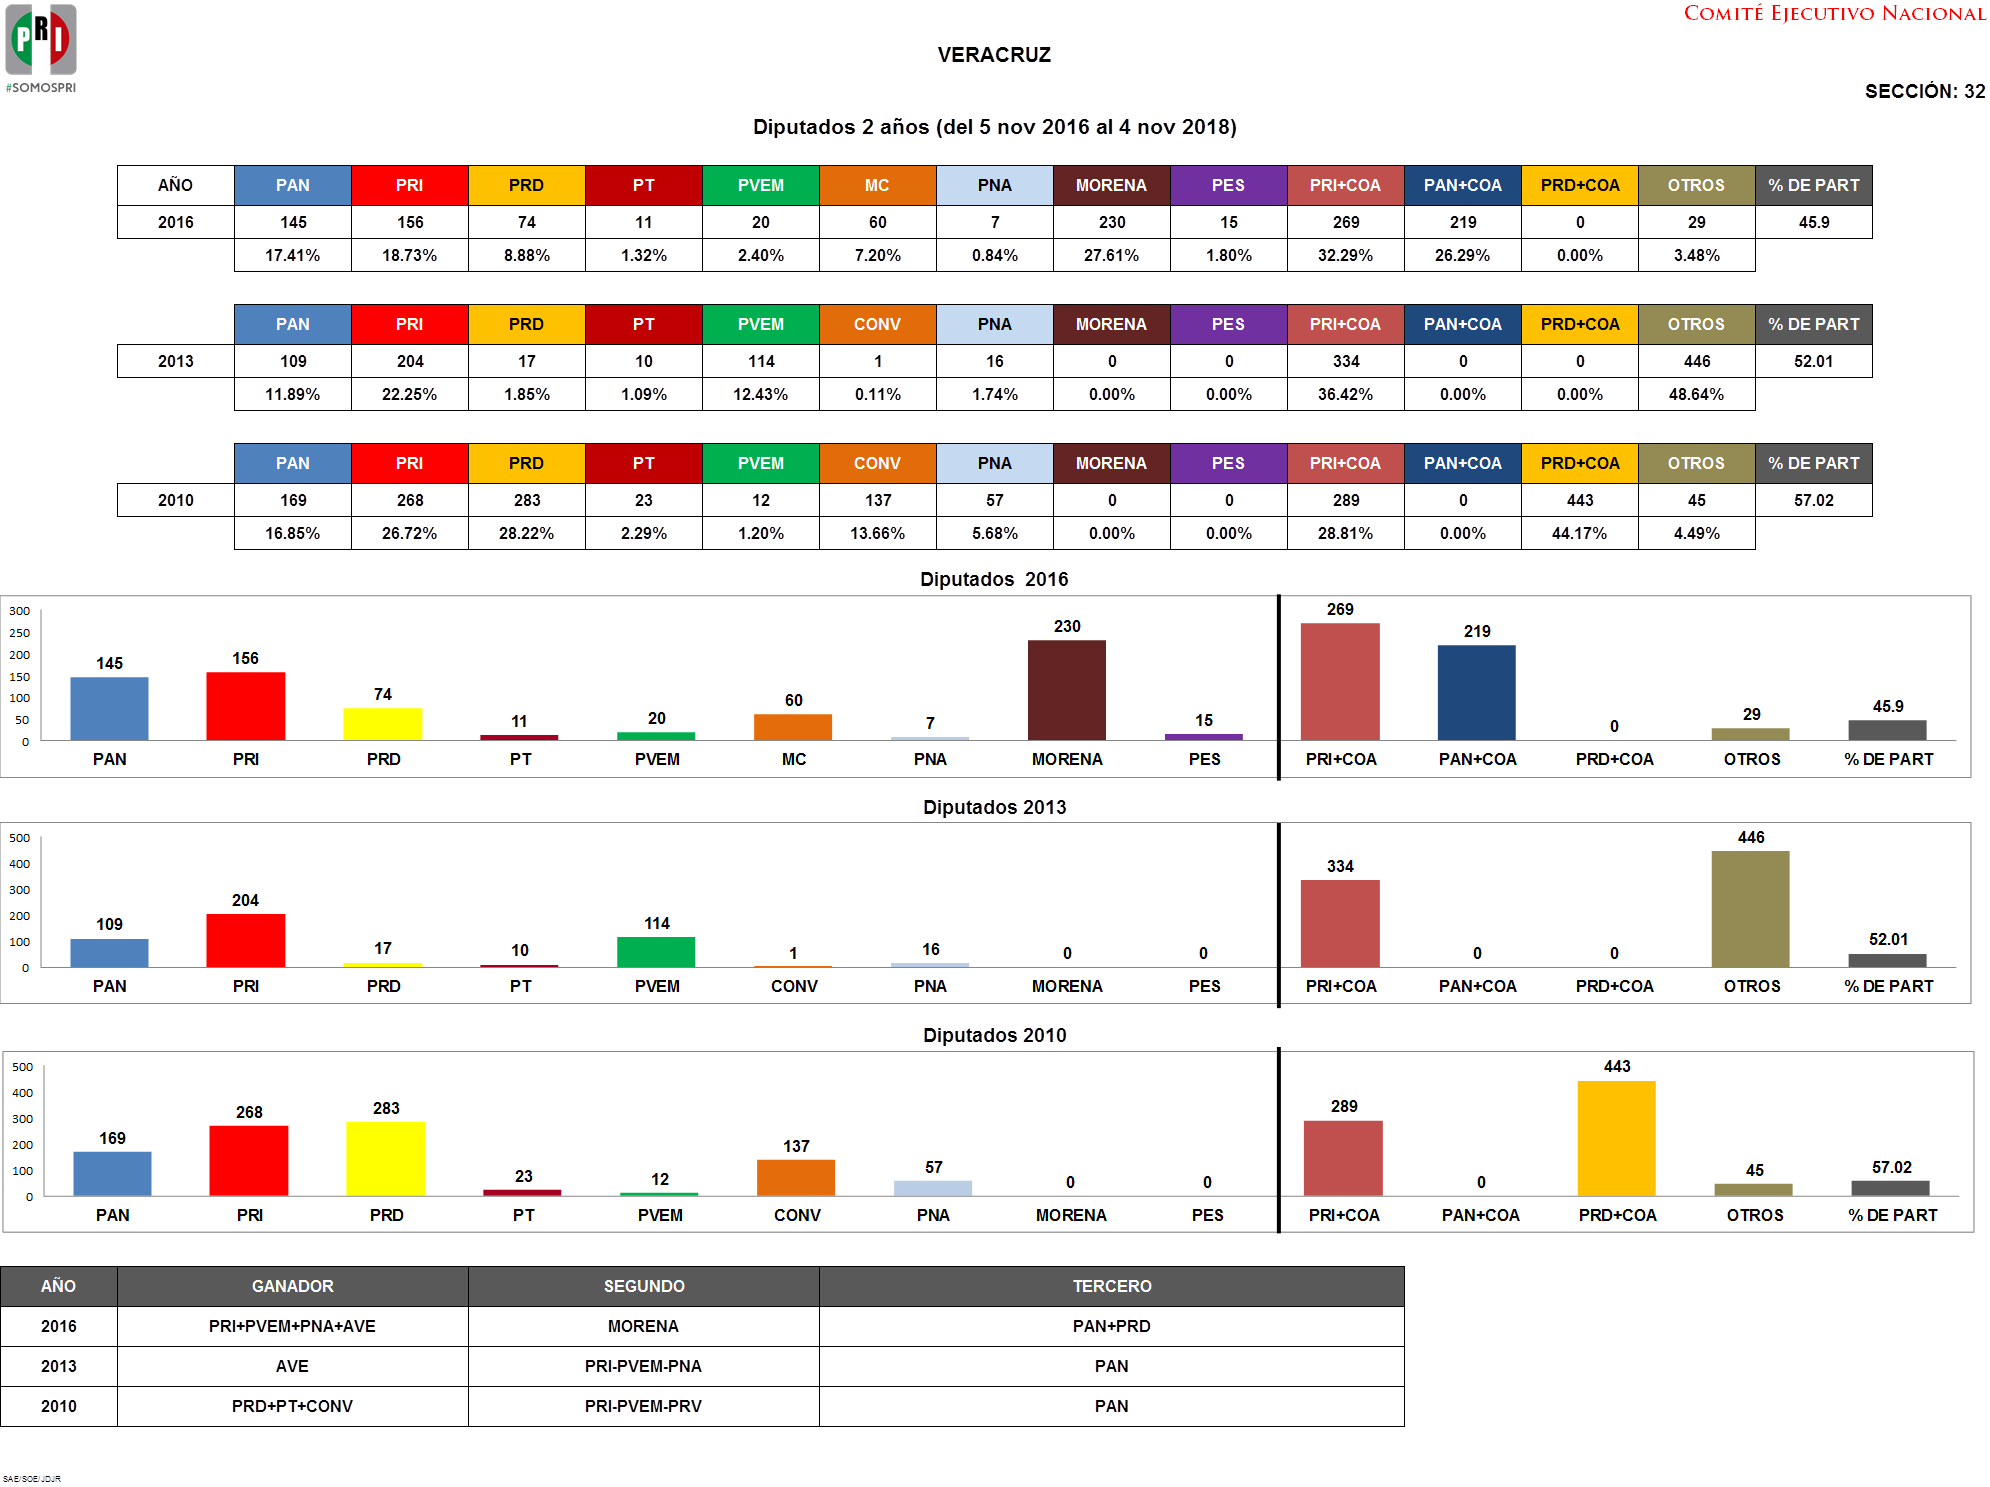 PRI
#SOMOSPRI
COMITÉ EJECUTIVO NACIONAL
VERACRUZ
SECCIÓN: 32
Diputados 2 años (del 5 nov 2016 al 4 nov 2018)
AÑO PAN PRI PRD PT PVEM MC PNA MORENA PES PRI+COA PAN+COA PRD+COA OTROS % DE PART
2016 145 156 74 11 20 60 7 230 15 269 219 0 29 45.9
17.41% 18.73% 8.88% 1.32% 2.40% 7.20% 0.84% 27.61% 1.80% 32.29% 26.29% 0.00% 3.48%
PAN PRI PRD PT PVEM CONV PNA MORENA PES PRI+COA PAN+COA PRD+COA OTROS % DE PART
2013 109 204 17 10 114 1 16 0 0 334 0 0 446 52.01
11.89% 22.25% 1.85% 1.09% 12.43% 0.11% 1.74% 0.00% 0.00% 36.42% 0.00% 0.00% 48.64%
PAN PRI PRD PT PVEM CONV PNA MORENA PES PRI+COA PAN+COA PRD+COA OTROS % DE PART
2010 169 268 283 23 12 137 57 0 0 289 0 443 45 57.02
16.85% 26.72% 28.22% 2.29% 1.20% 13.66% 5.68% 0.00% 0.00% 28.81% 0.00% 44.17% 4.49%
Diputados 2016
300
250
200
150
100
50
0
145 156 74 11 20 60 7 230 15 269 219 0 29 45.9
PAN PRI PRD PT PVEM MC PNA MORENA PES PRI+COA PAN+COA PRD+COA OTROS % DE PART
Diputados 2013
500
400
300
200
100
0
109 204 17 10 114 1 16 0 0 334 0 0 446 52.01
PAN PRI PRD PT PVEM CONV PNA MORENA PES PRI+COA PAN+COA PRD+COA OTROS % DE PART
Diputados 2010
500
400
300
200
100
0
169 268 283 23 12 137 57 0 0 289 0 443 45 57.02
PAN PRI PRD PT PVEM CONV PNA MORENA PES PRI+COA PAN+COA PRD+COA OTROS % DE PART
AÑO GANADOR SEGUNDO TERCERO
2016 PRI+PVEM+PNA+AVE MORENA PAN+PRD
2013 AVE PRI-PVEM-PNA PAN
2010 PRD+PT+CONV PRI-PVEM-PRV PAN
SAE/SOE/JDJR